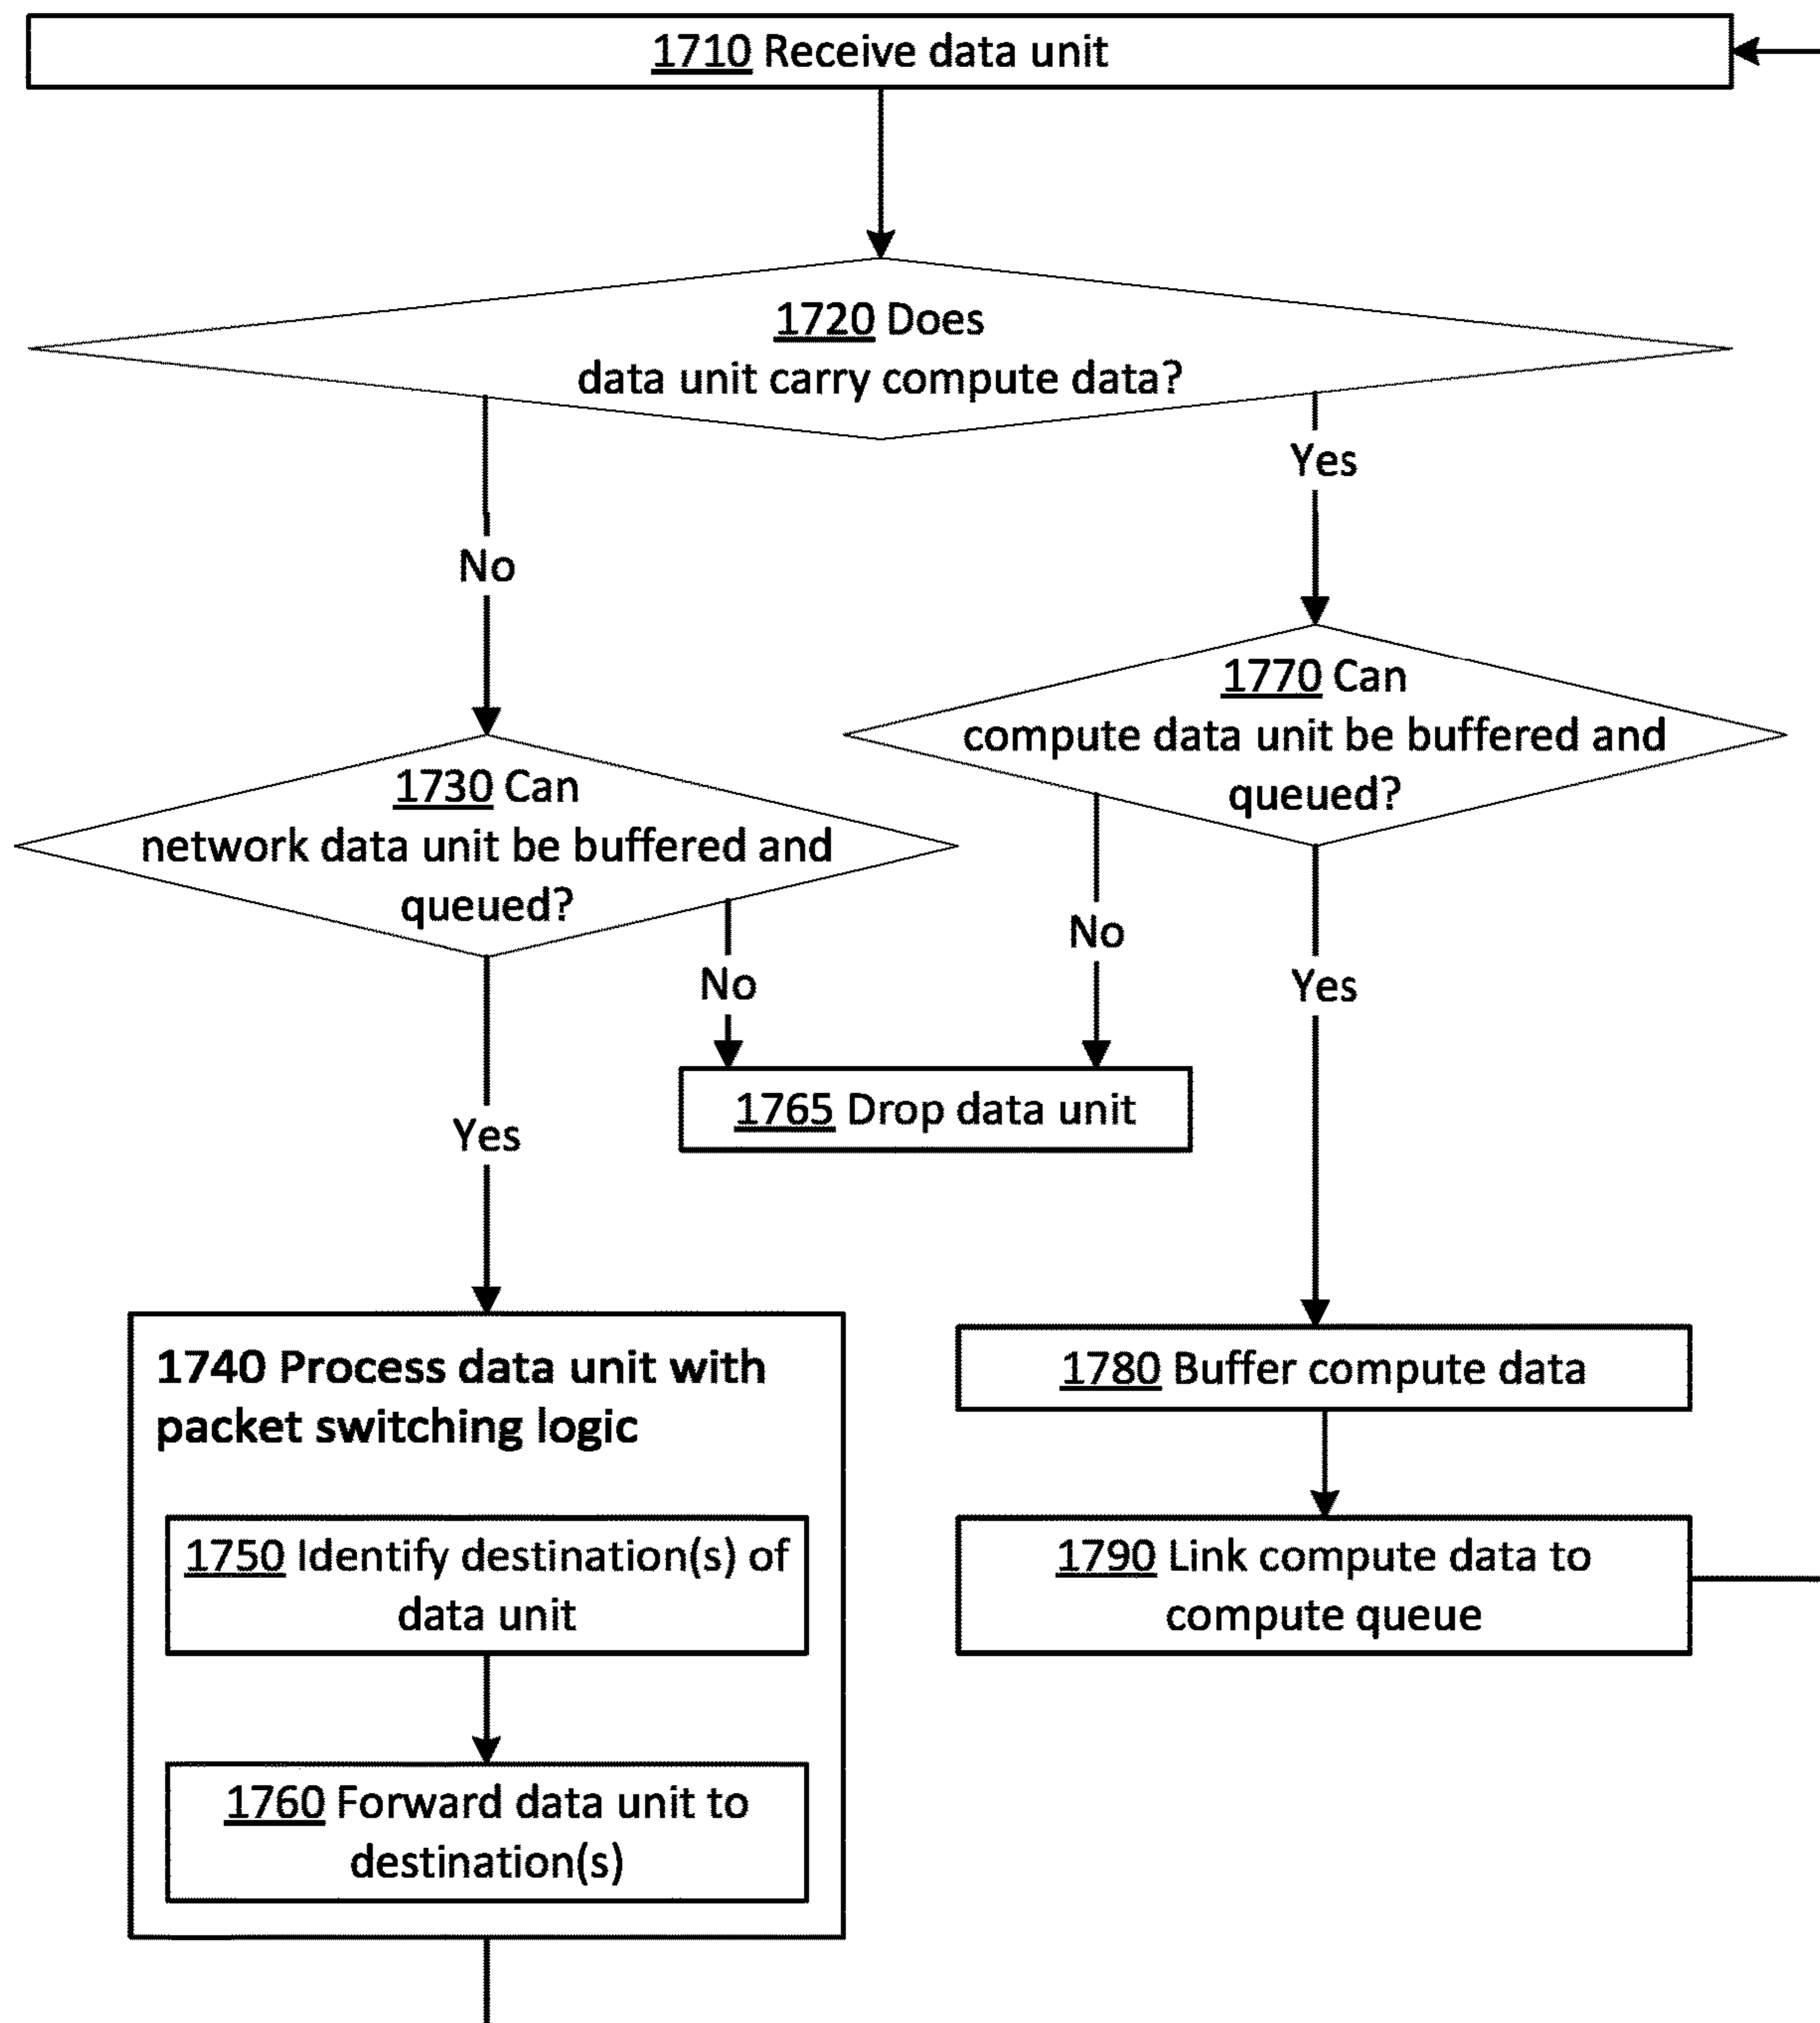 1710 Receive data unit
1720 Does
data unit carry compute data?
Yes
No
1770 Can
compute data unit be buffered and
queued?
1730 Can
network data unit be buffered and
queued?
No
No
Yes
1765 Drop data unit
Yes
1740 Process data unit with
packet switching logic
1780 Buffer compute data
1750 Identify destination(s) of
data unit
1790 Link compute data to
compute queue
1760 Forward data unit to
destination(s)